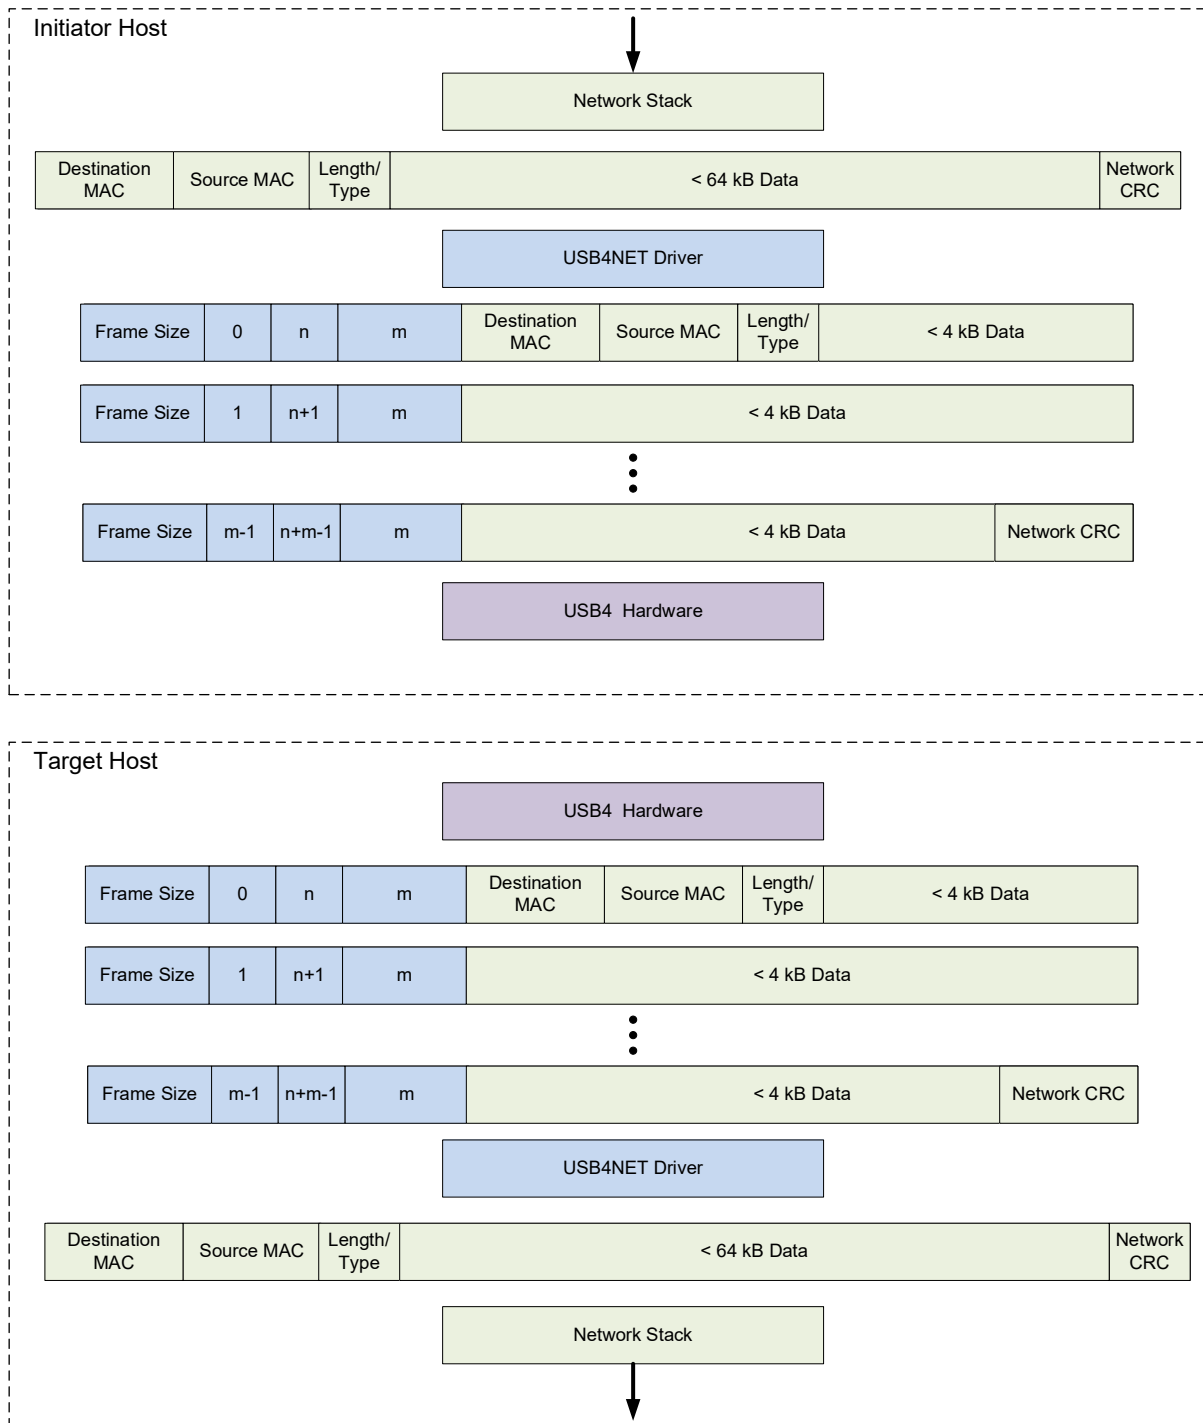 Initiator Host
Network Stack
Destination MAC Source MAC Length/ Type < 64 kB Data Network CRC
USB4NET Driver
Frame Size 0 n m Destination MAC Source MAC Length/ Type < 4 kB Data
Frame Size 1 n+1 m < 4 kB Data
Frame Size m-1 n+m-1 m < 4 kB Data Network CRC
USB4 Hardware
Target Host
USB4 Hardware
Frame Size 0 n m Destination MAC Source MAC Length/ Type < 4 kB Data
Frame Size 1 n+1 m < 4 kB Data
Frame Size m-1 n+m-1 m < 4 kB Data Network CRC
USB4NET Driver
Destination MAC Source MAC Length/ Type < 64 kB Data Network CRC
Network Stack